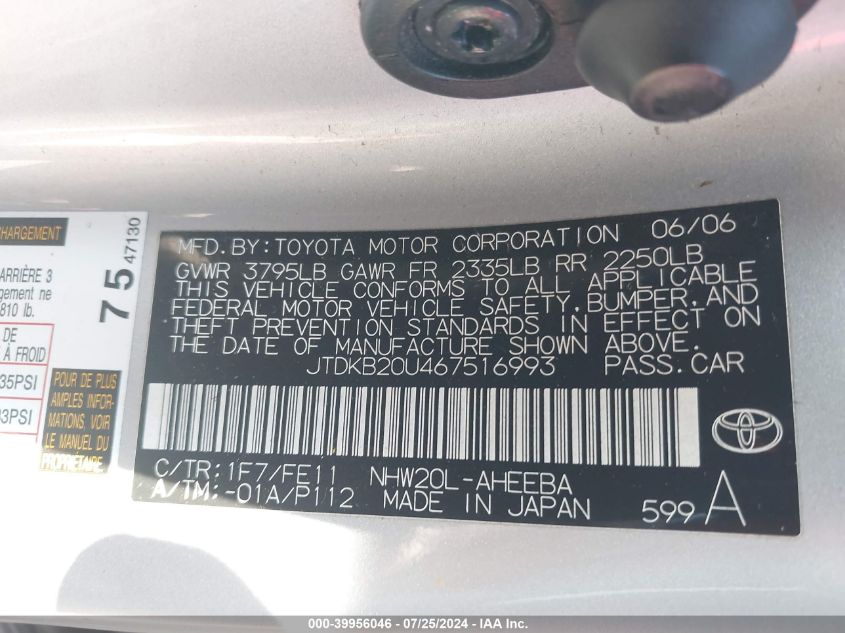 CHARGEMENT
ARRIÈRE 3
gement ne
810 lb.
DE
À FROID
35PSI
3PSI
75
47130
POUR DE PLUS
AMPLES INFOR-
MATIONS, VOIR
LE MANUEL DU
PROPRIÉTAIRE
MFD. BY: TOYOTA MOTOR CORPORATION 06/06
GVWR 3795LB GAWR FR 2335LB RR 2250LB
THIS VEHICLE CONFORMS TO ALL APPLICABLE
FEDERAL MOTOR VEHICLE SAFETY, BUMPER, AND
THEFT PREVENTION STANDARDS IN EFFECT ON
THE DATE OF MANUFACTURE SHOWN ABOVE.
JTDKB20U467516993 PASS. CAR
C/TR: 1F7/FE11 NHW20L-AHEEBA
A/TM: -01A/P112 MADE IN JAPAN 599 A
000-39956046 - 07/25/2024 - IAA Inc.